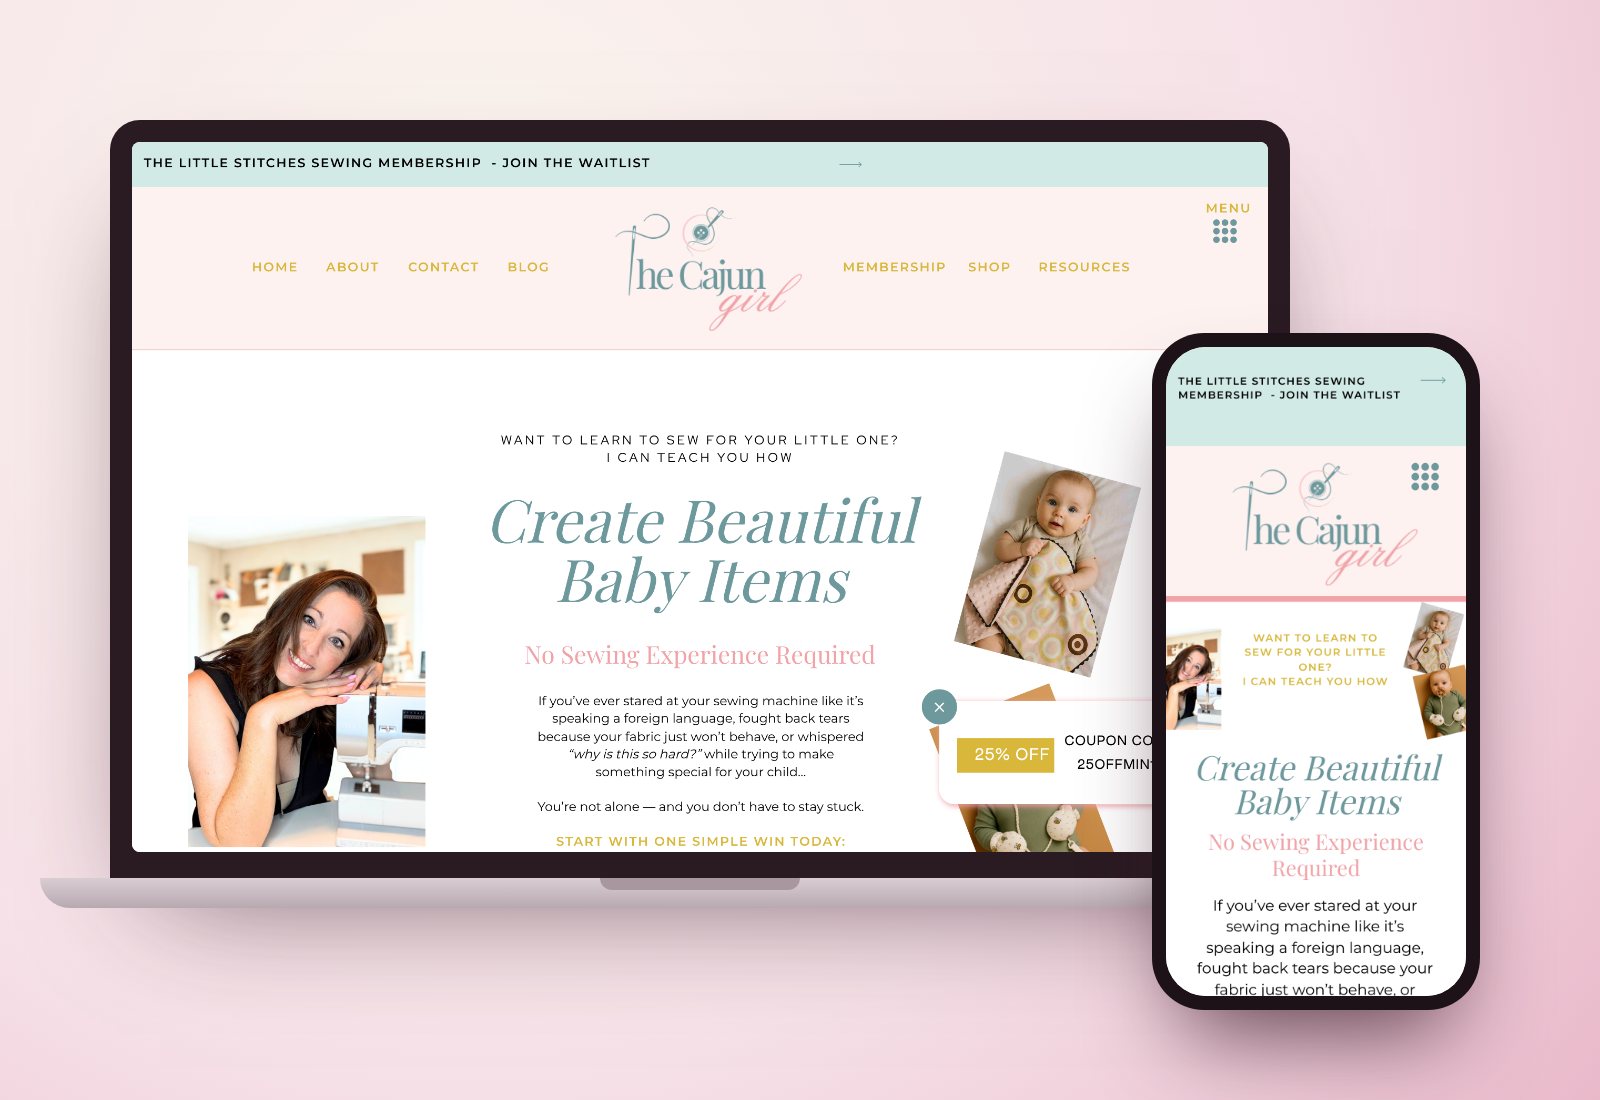 THE LITTLE STITCHES SEWING MEMBERSHIP - JOIN THE WAITLIST
MENU
HOME ABOUT CONTACT BLOG
The Cajun
girl
MEMBERSHIP SHOP RESOURCES
WANT TO LEARN TO SEW FOR YOUR LITTLE ONE?
I CAN TEACH YOU HOW
Create Beautiful
Baby Items
No Sewing Experience Required
If you've ever stared at your sewing machine like it's
speaking a foreign language, fought back tears
because your fabric just won't behave, or whispered
“why is this so hard?” while trying to make
something special for your child...
You're not alone — and you don't have to stay stuck.
START WITH ONE SIMPLE WIN TODAY:
25% OFF
COUPON
THE LITTLE STITCHES SEWING
MEMBERSHIP - JOIN THE WAITLIST
The Cajun
girl
WANT TO LEARN TO
SEW FOR YOUR LITTLE
ONE?
I CAN TEACH YOU HOW
Create Beautiful
Baby Items
No Sewing Experience
Required
If you've ever stared at your
sewing machine like it's
speaking a foreign language,
fought back tears because your
fabric just won't behave, or